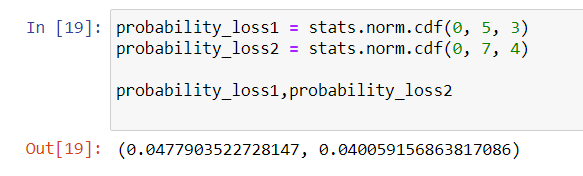 In [19]: probability_loss1 = stats.norm.cdf(0, 5, 3)
probability_loss2 = stats.norm.cdf(0, 7, 4)
probability_loss1,probability_loss2
Out[19]: (0.0477903522728147, 0.040059156863817086)